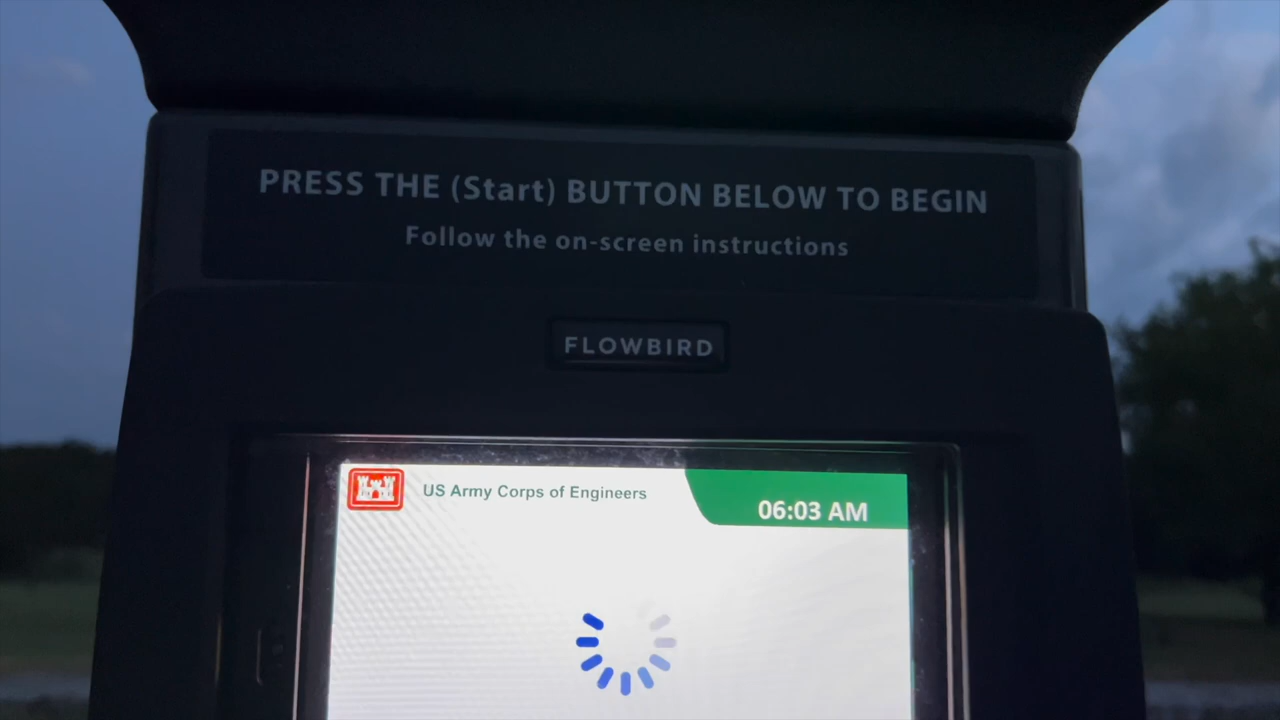 PRESS THE (Start) BUTTON BELOW TO BEGIN
Follow the on-screen instructions
FLOWBIRD
US Army Corps of Engineers
06:03 AM